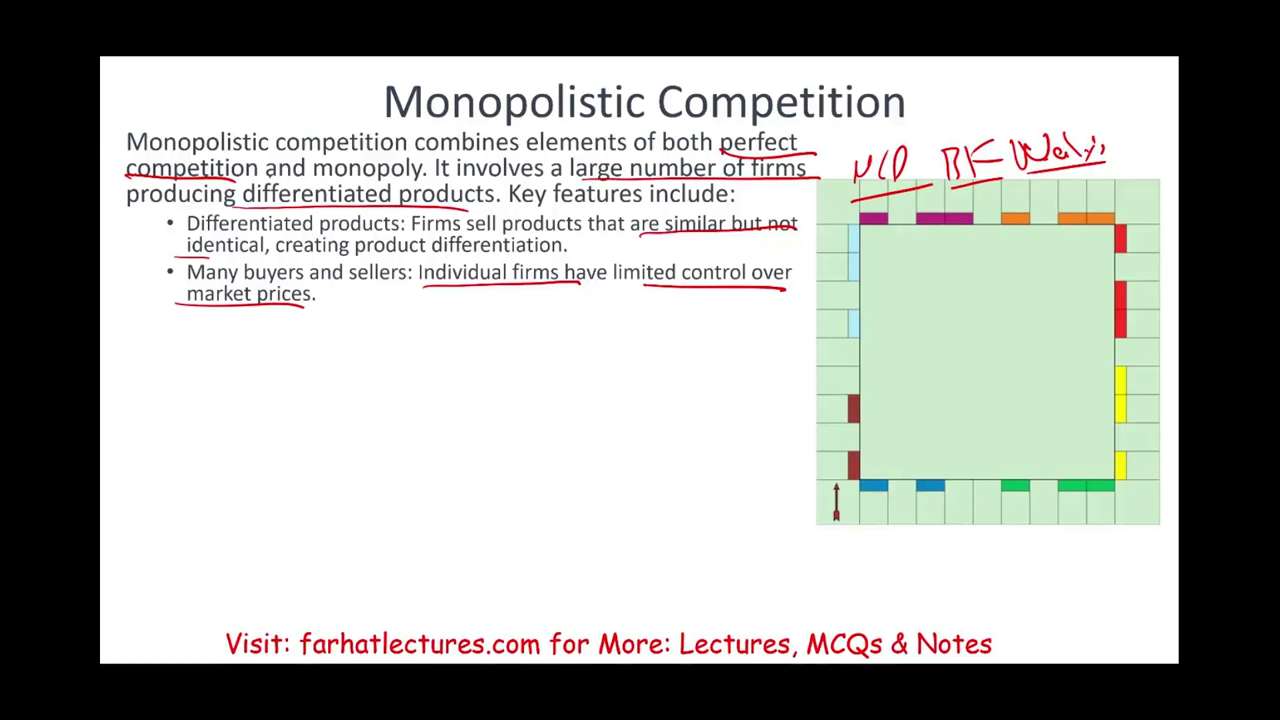 Monopolistic Competition
Monopolistic competition combines elements of both perfect
competition and monopoly. It involves a large number of firms
producing differentiated products. Key features include:
• Differentiated products: Firms sell products that are similar but not
identical, creating product differentiation.
• Many buyers and sellers: Individual firms have limited control over
market prices.
BK
Visit: farhatlectures.com for More: Lectures, MCQs & Notes